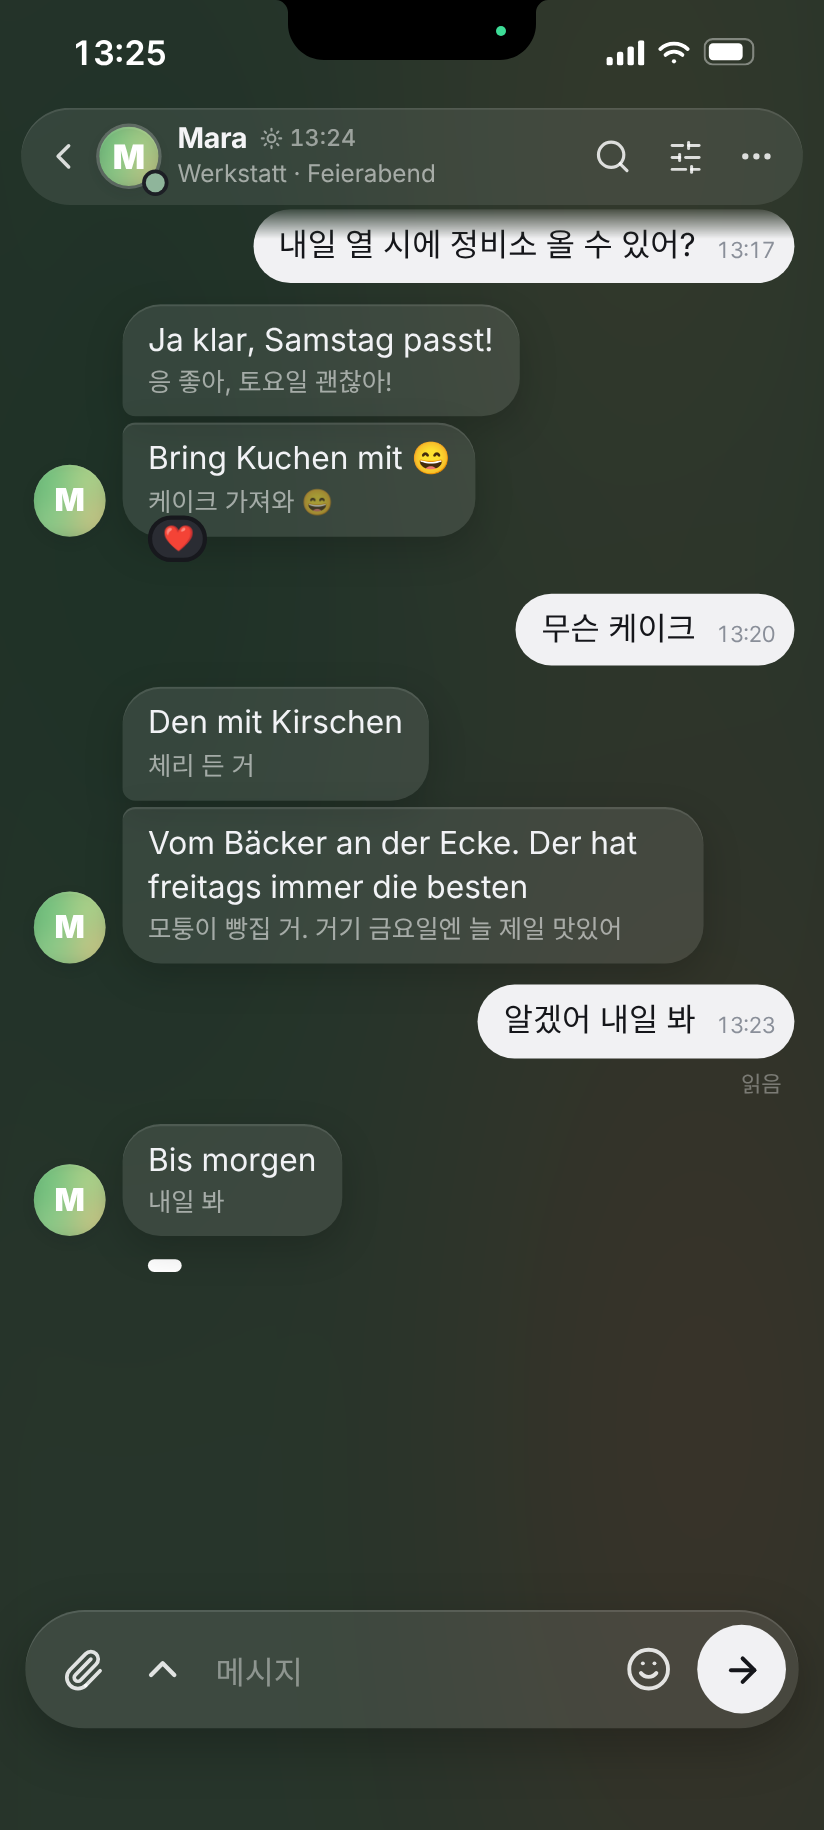 13:25
M
Mara 13:24
Werkstatt · Feierabend
내일 열 시에 정비소 올 수 있어? 13:17
Ja klar, Samstag passt!
응 좋아, 토요일 괜찮아!
Bring Kuchen mit 😄
케이크 가져와 😄
M
❤️
무슨 케이크 13:20
Den mit Kirschen
체리 든 거
Vom Bäcker an der Ecke. Der hat
freitags immer die besten
모퉁이 빵집 거. 거기 금요일엔 늘 제일 맛있어
M
알겠어 내일 봐 13:23
읽음
Bis morgen
내일 봐
M
메시지